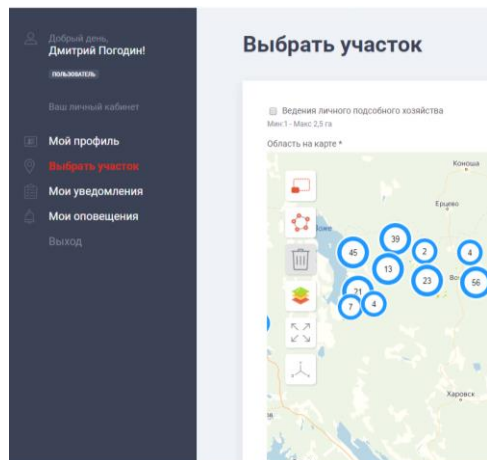 Добрый день,
Дмитрий Погодин!
ПОЛЬЗОВАТЕЛЬ
Ваш личный кабинет
Мой профиль
Выбрать участок
Мои уведомления
Мои оповещения
Выход
Выбрать участок
Ведения личного подсобного хозяйства
Мин:1 - Макс 2,5 га
Область на карте *
Коноша
Ерцево
39
45
2
4
13
23
56
21
7
4
Харовск